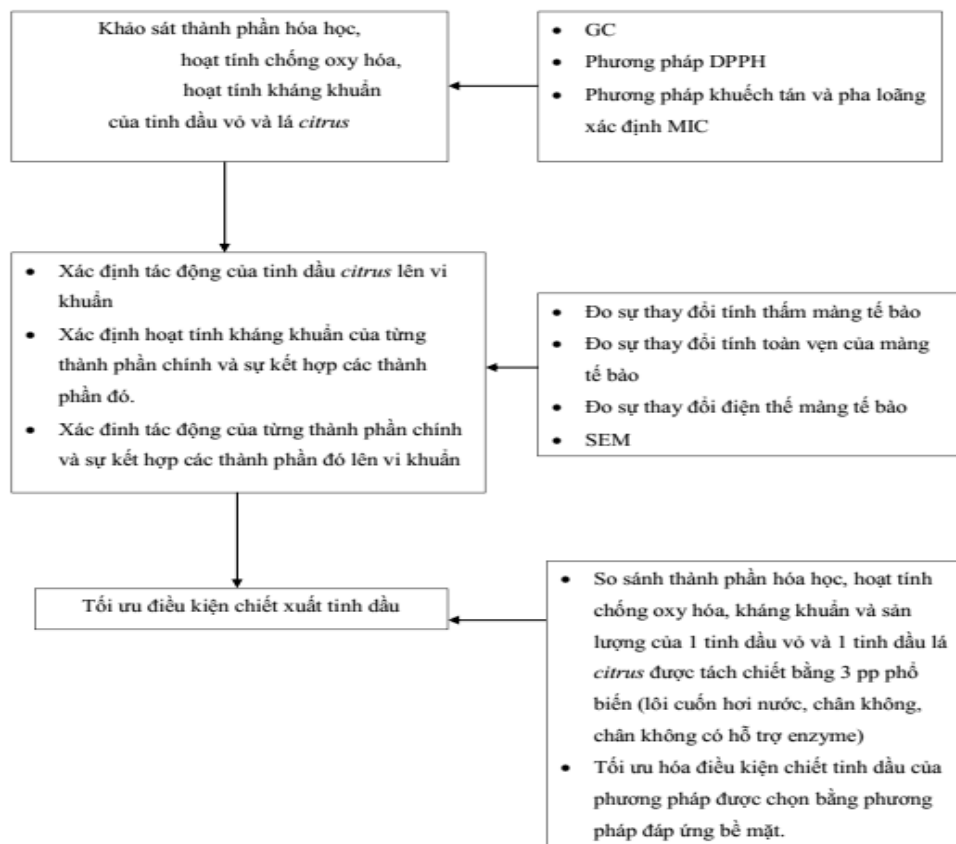 Khảo sát thành phần hóa học,
hoạt tính chống oxy hóa,
hoạt tính kháng khuẩn
của tinh dầu vỏ và lá citrus
• GC
• Phương pháp DPPH
• Phương pháp khuếch tán và pha loãng
xác định MIC
• Xác định tác động của tinh dầu citrus lên vi
khuẩn
• Xác định hoạt tính kháng khuẩn của từng
thành phần chính và sự kết hợp các thành
phần đó.
• Xác đinh tác động của từng thành phần chính
và sự kết hợp các thành phần đó lên vi khuẩn
• Đo sự thay đổi tính thấm màng tế bào
• Đo sự thay đổi tính toàn vẹn của màng
tế bào
• Đo sự thay đổi điện thế màng tế bào
• SEM
Tối ưu điều kiện chiết xuất tinh dầu
• So sánh thành phần hóa học, hoạt tính
chống oxy hóa, kháng khuẩn và sản
lượng của 1 tinh dầu vỏ và 1 tinh dầu lá
citrus được tách chiết bằng 3 pp phổ
biến (lôi cuốn hơi nước, chân không,
chân không có hỗ trợ enzyme)
• Tối ưu hóa điều kiện chiết tinh dầu của
phương pháp được chọn bằng phương
pháp đáp ứng bề mặt.